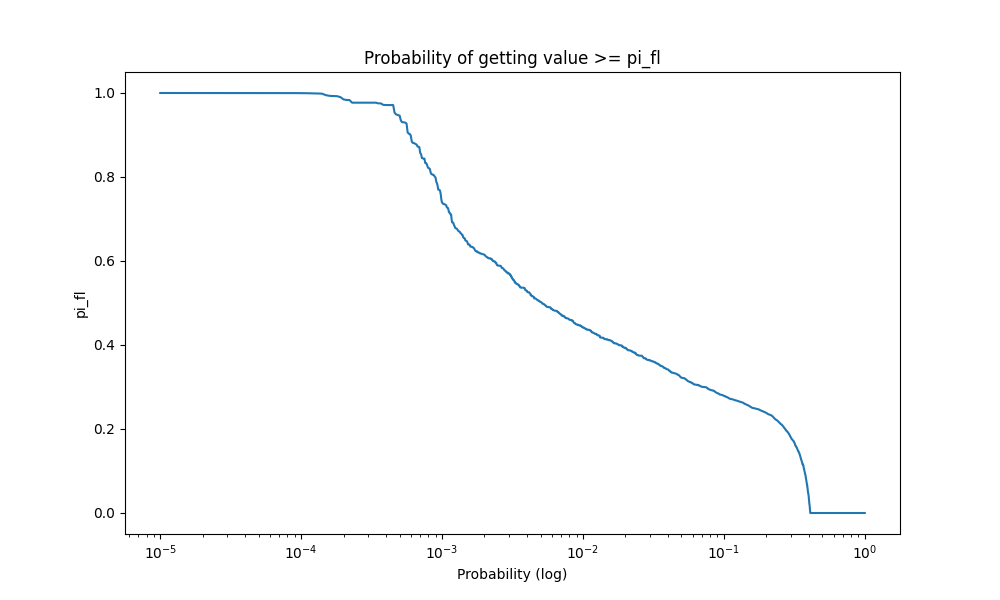 Probability of getting value >= pi_fl
1.0
0.8
0.6
0.4
0.2
0.0
pi_fl
10⁻⁵ 10⁻⁴ 10⁻³ 10⁻² 10⁻¹ 10⁰
Probability (log)